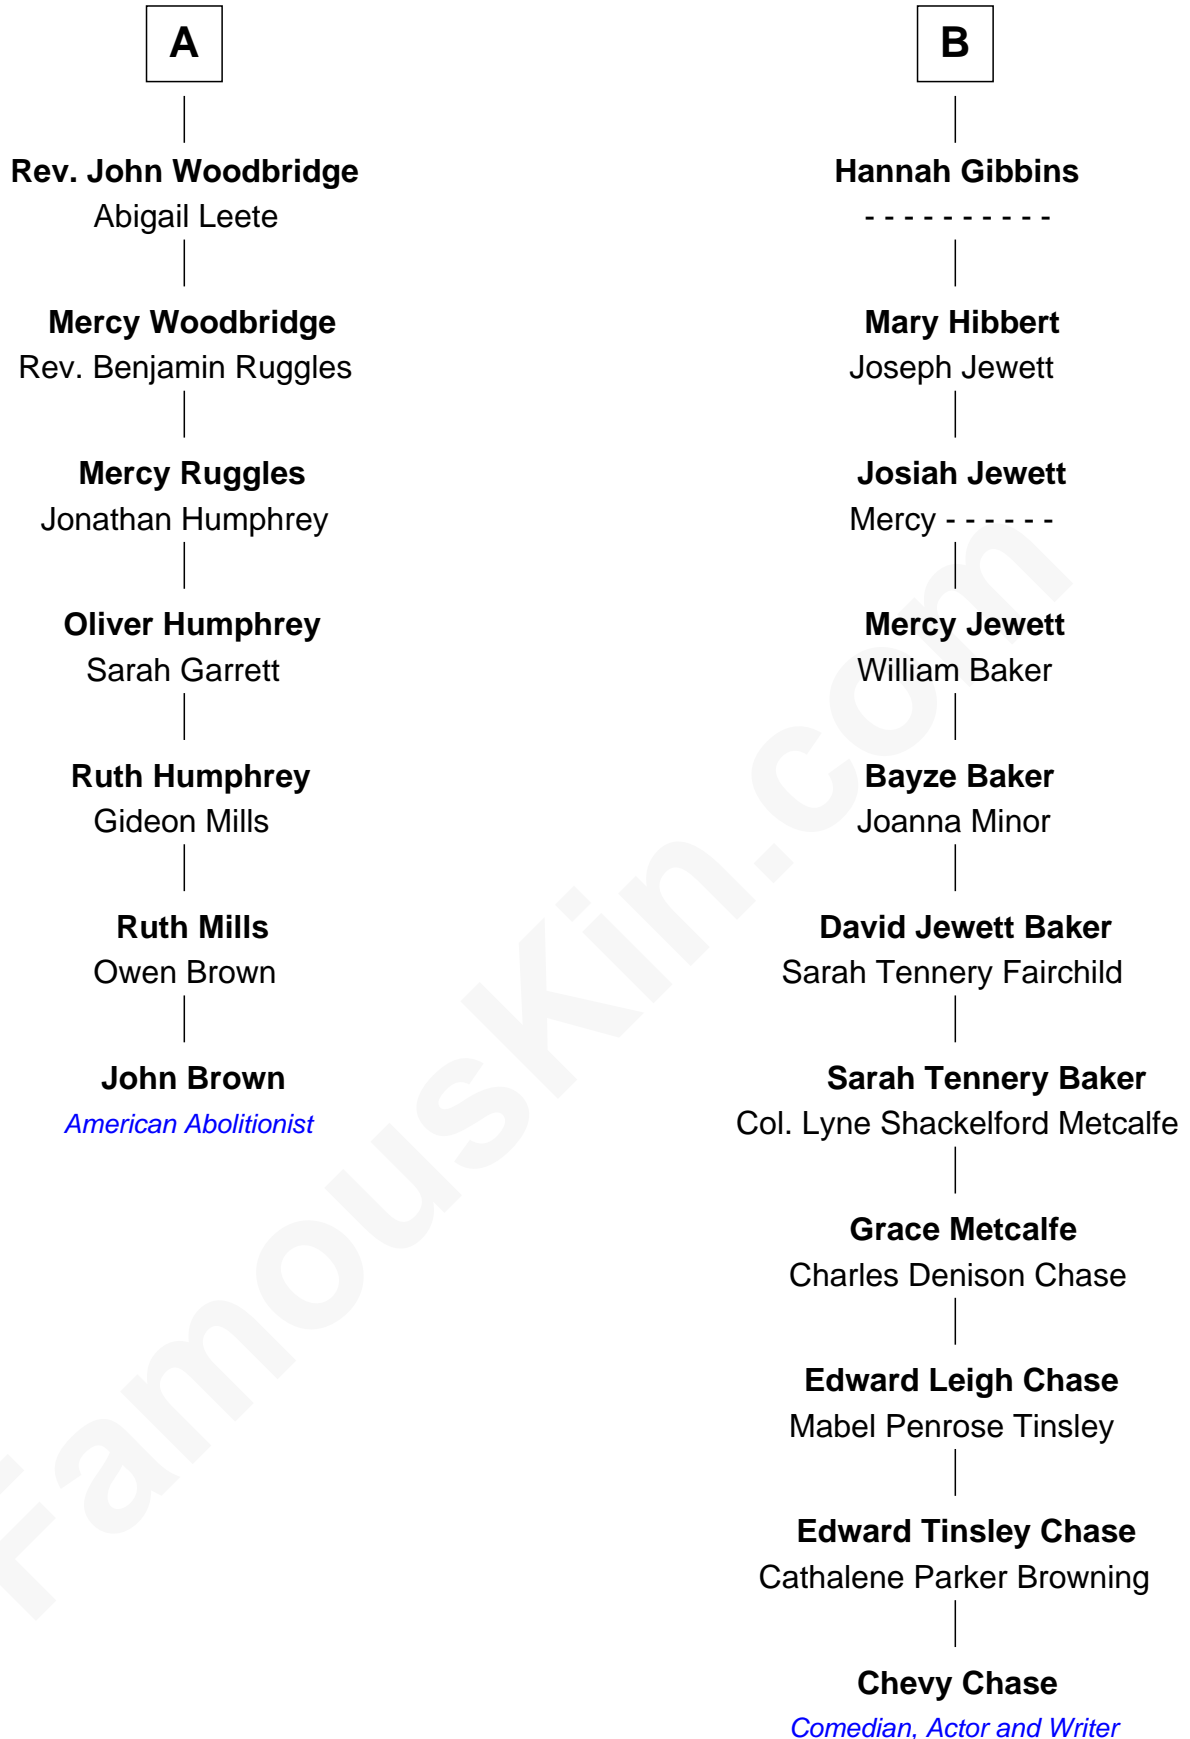 A
Rev. John Woodbridge
Abigail Leete
Mercy Woodbridge
Rev. Benjamin Ruggles
Mercy Ruggles
Jonathan Humphrey
Oliver Humphrey
Sarah Garrett
Ruth Humphrey
Gideon Mills
Ruth Mills
Owen Brown
John Brown
American Abolitionist
B
Hannah Gibbins
- - - - - - - - - -
Mary Hibbert
Joseph Jewett
Josiah Jewett
Mercy - - - - - -
Mercy Jewett
William Baker
Bayze Baker
Joanna Minor
David Jewett Baker
Sarah Tennery Fairchild
Sarah Tennery Baker
Col. Lyne Shackelford Metcalfe
Grace Metcalfe
Charles Denison Chase
Edward Leigh Chase
Mabel Penrose Tinsley
Edward Tinsley Chase
Cathalene Parker Browning
Chevy Chase
Comedian, Actor and Writer
FamousKin.com